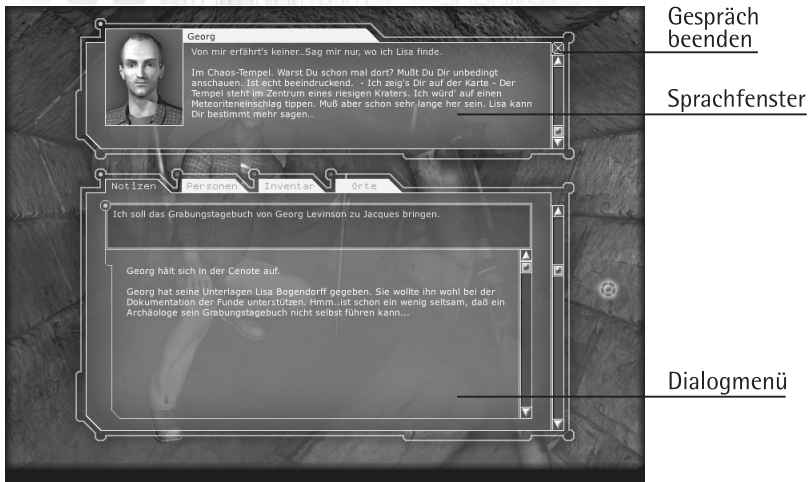 Gespräch
beenden
Georg
Von mir erfährt's keiner...Sag mir nur, wo ich Lisa finde.
Im Chaos-Tempel. Warst Du schon mal dort? Mußt Du Dir unbedingt
anschauen. Ist echt beeindruckend. - Ich zeig's Dir auf der Karte - Der
Tempel steht im Zentrum eines riesigen Kraters. Ich würd' auf einen
Meteoriteneinschlag tippen. Muß aber schon sehr lange her sein. Lisa kann
Dir bestimmt mehr sagen...
Sprachfenster
Notizen Personen Inventar Orte
Ich soll das Grabungstagebuch von Georg Levinson zu Jacques bringen.
Georg hält sich in der Cenote auf.
Georg hat seine Unterlagen Lisa Bogendorff gegeben. Sie wollte ihn wohl bei der
Dokumentation der Funde unterstützen. Hmm..ist schon ein wenig seltsam, daß ein
Archäologe sein Grabungstagebuch nicht selbst führen kann...
Dialogmenü